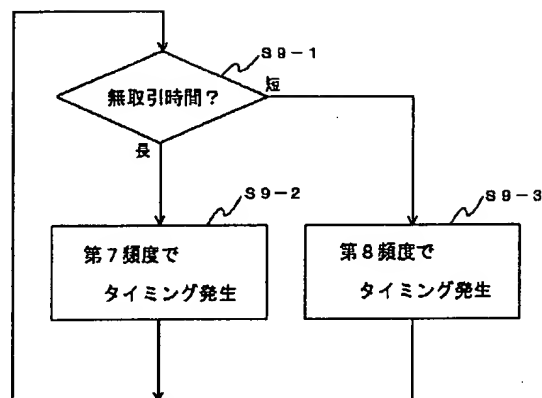 S9-1
無取引時間?
短
長
S9-2
S9-3
第7頻度で
タイミング発生
第8頻度で
タイミング発生